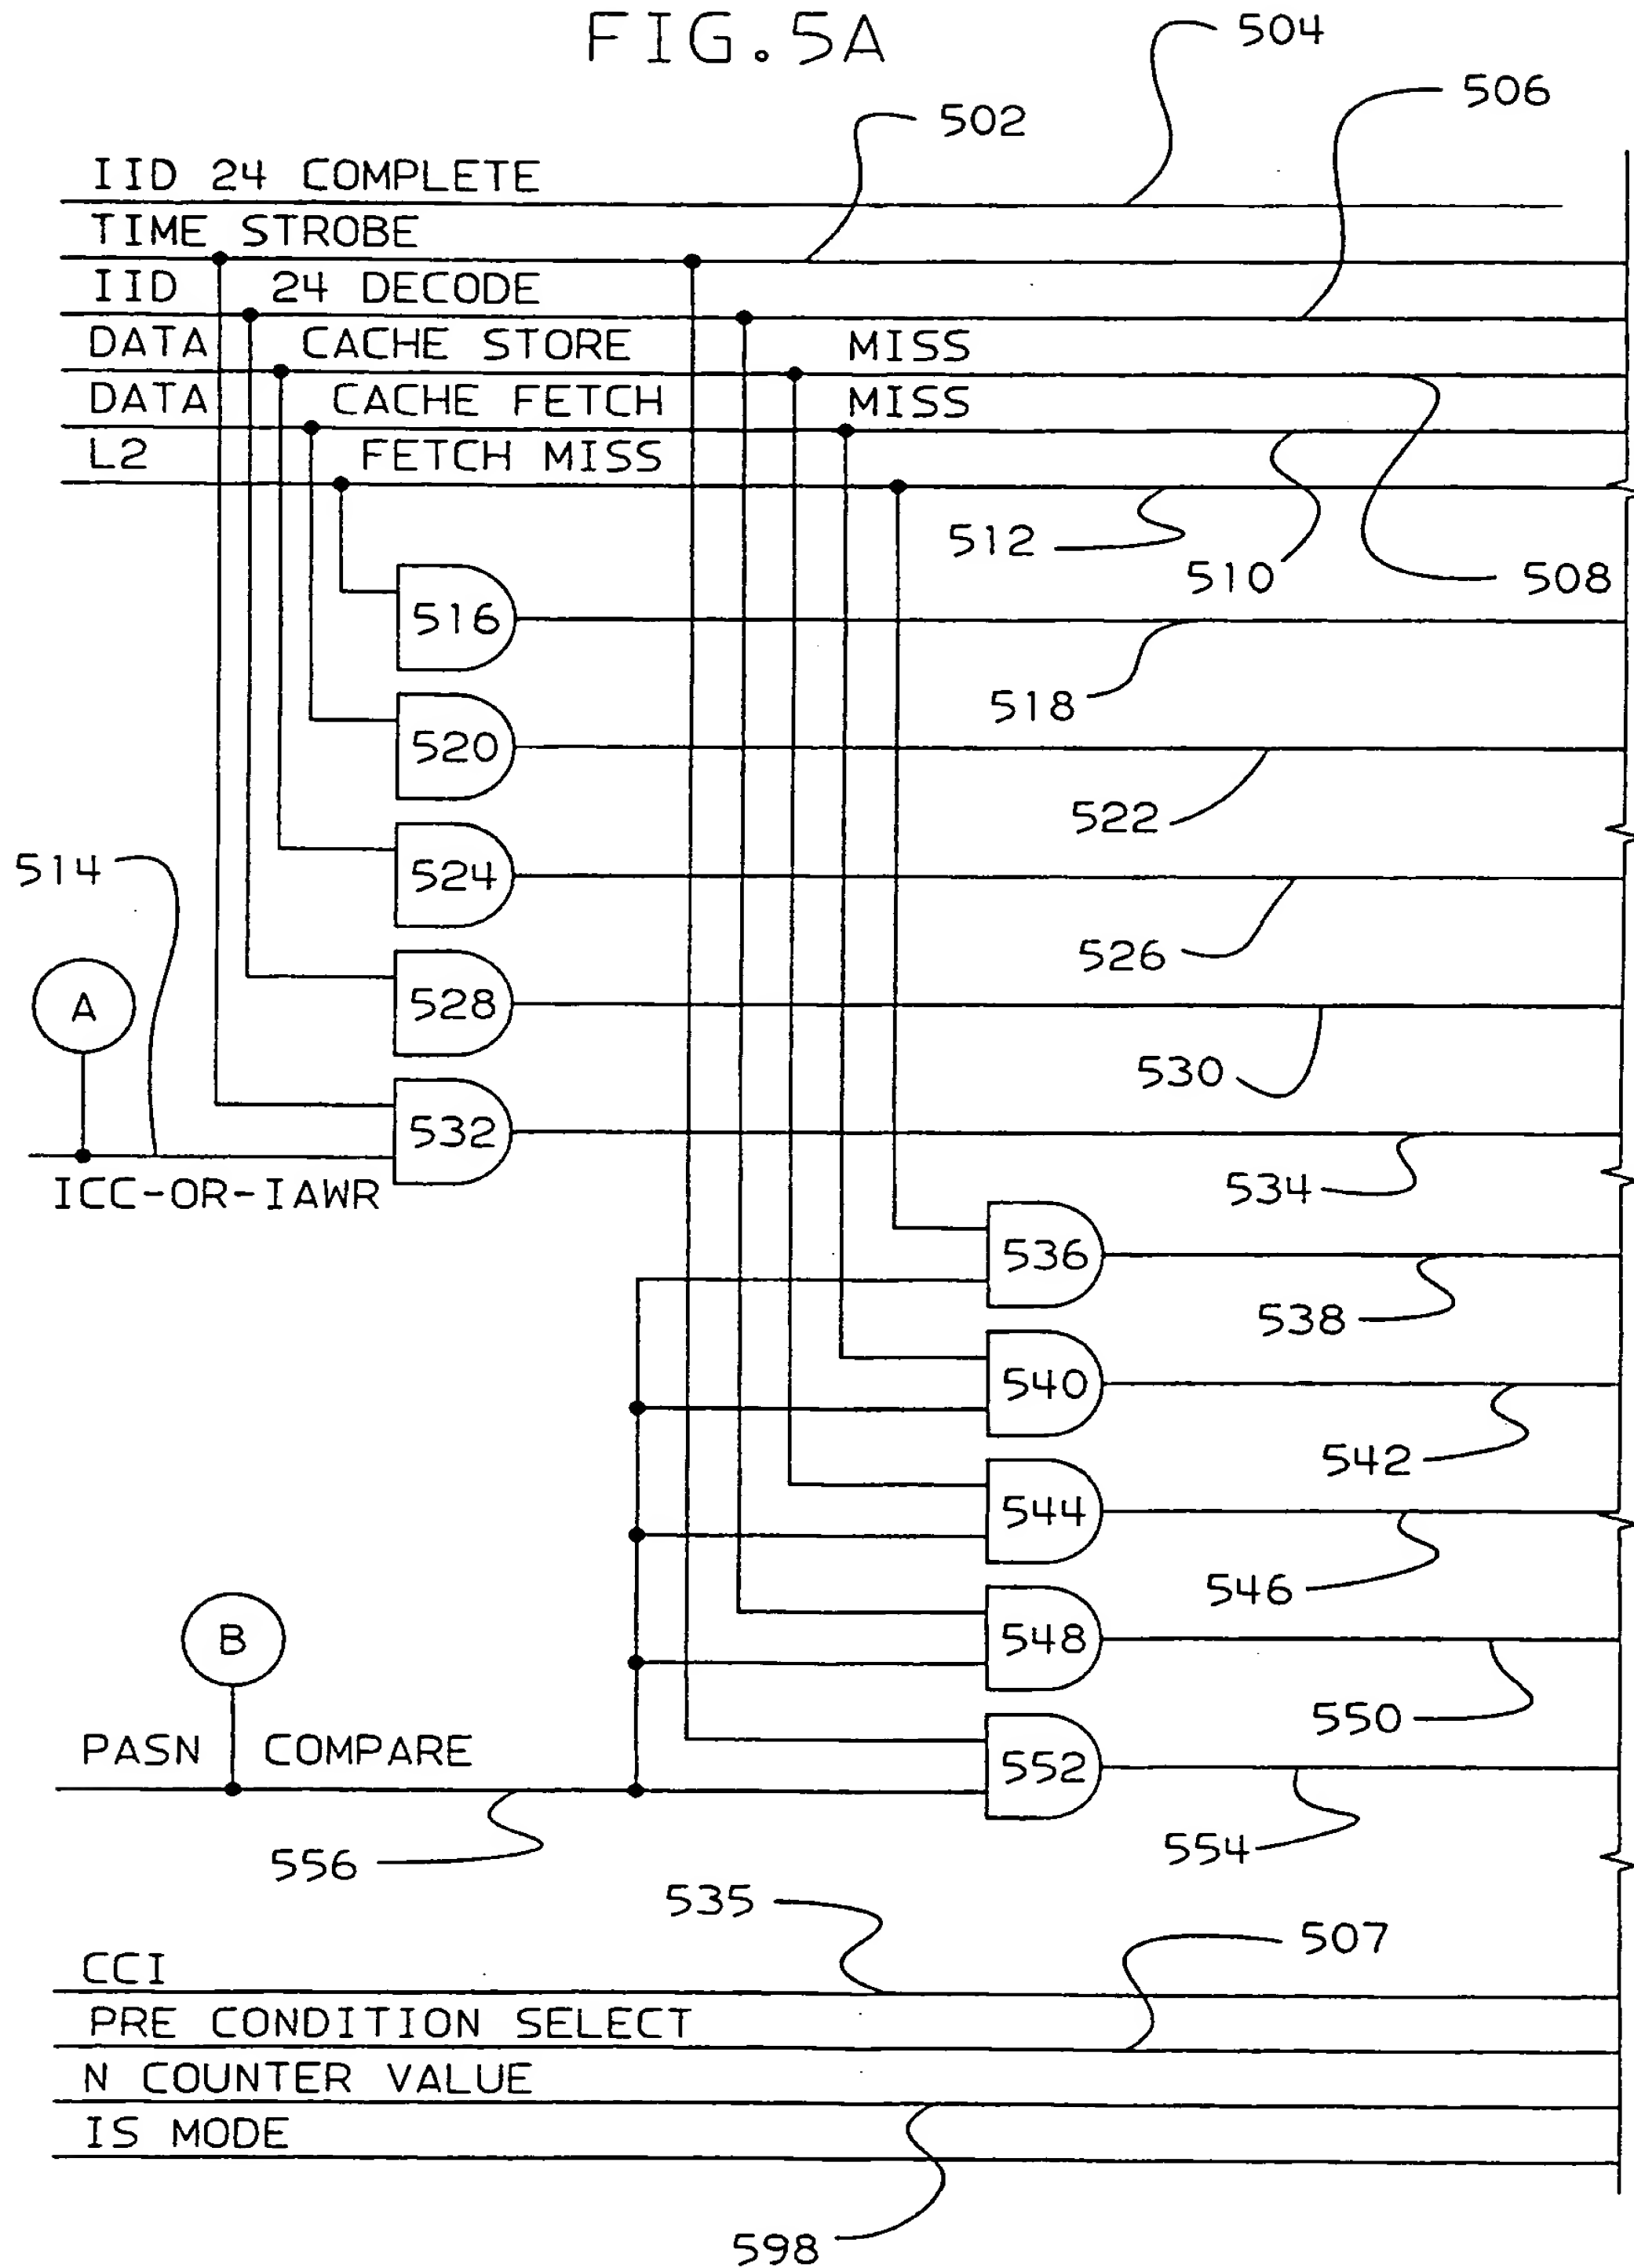 FIG.5A
504
506
502
IID 24 COMPLETE
TIME STROBE
IID 24 DECODE
DATA CACHE STORE MISS
DATA CACHE FETCH MISS
L2 FETCH MISS
512
510
508
516
518
520
522
514
524
526
A
528
530
532
534
ICC-OR-IAWR
536
538
540
542
544
546
B
548
550
PASN COMPARE
552
554
556
535
507
CCI
PRE CONDITION SELECT
N COUNTER VALUE
IS MODE
598